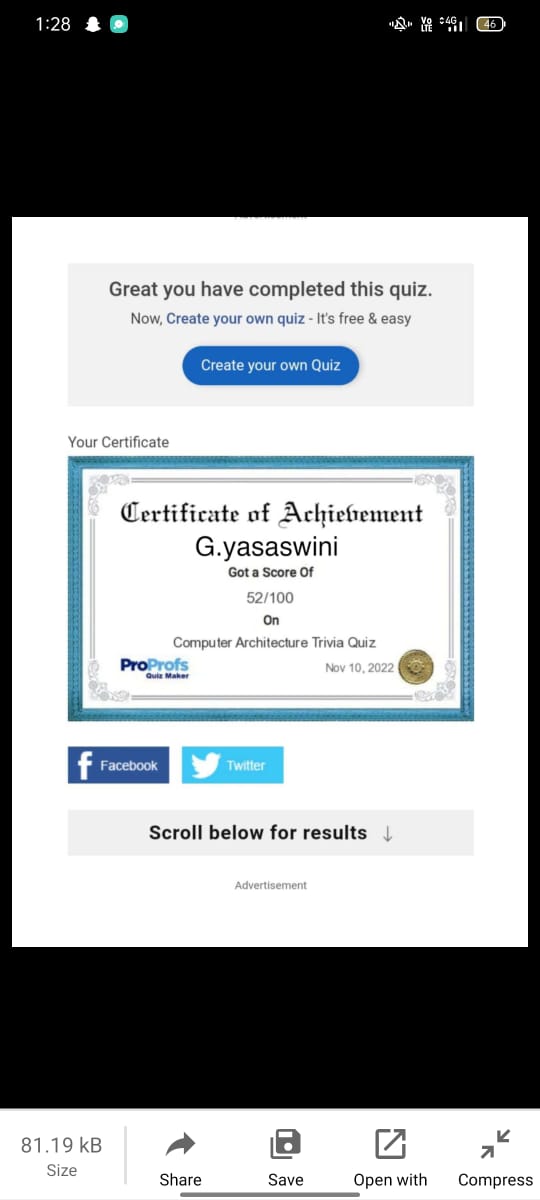 1:28
VO LTE 4G 46
Great you have completed this quiz.
Now, Create your own quiz - It's free & easy
Create your own Quiz
Your Certificate
Certificate of Achievement
G.yasaswini
Got a Score Of
52/100
On
Computer Architecture Trivia Quiz
ProProfs
Quiz Maker
Nov 10, 2022
f Facebook
Twitter
Scroll below for results ↓
Advertisement
81.19 kB
Size
Share
Save
Open with
Compress